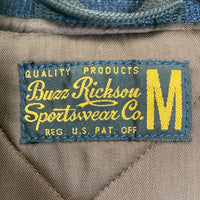 QUALITY PRODUCTS
Buzz Rickson
Sportswear Co.
REG. U.S. PAT. OFF
M